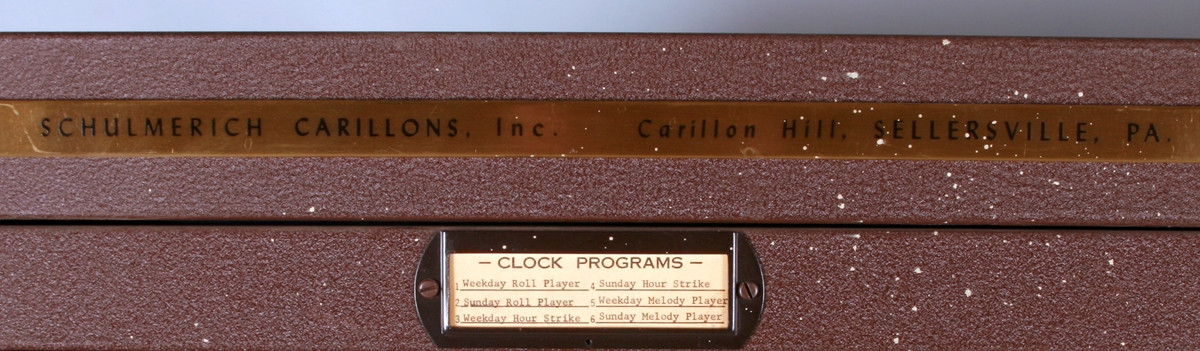 SCHULMERICH CARILLONS, Inc. Carillon Hill, SELLERSVILLE, PA.
— CLOCK PROGRAMS —
1 Weekday Roll Player 4 Sunday Hour Strike
2 Sunday Roll Player 5 Weekday Melody Player
3 Weekday Hour Strike 6 Sunday Melody Player